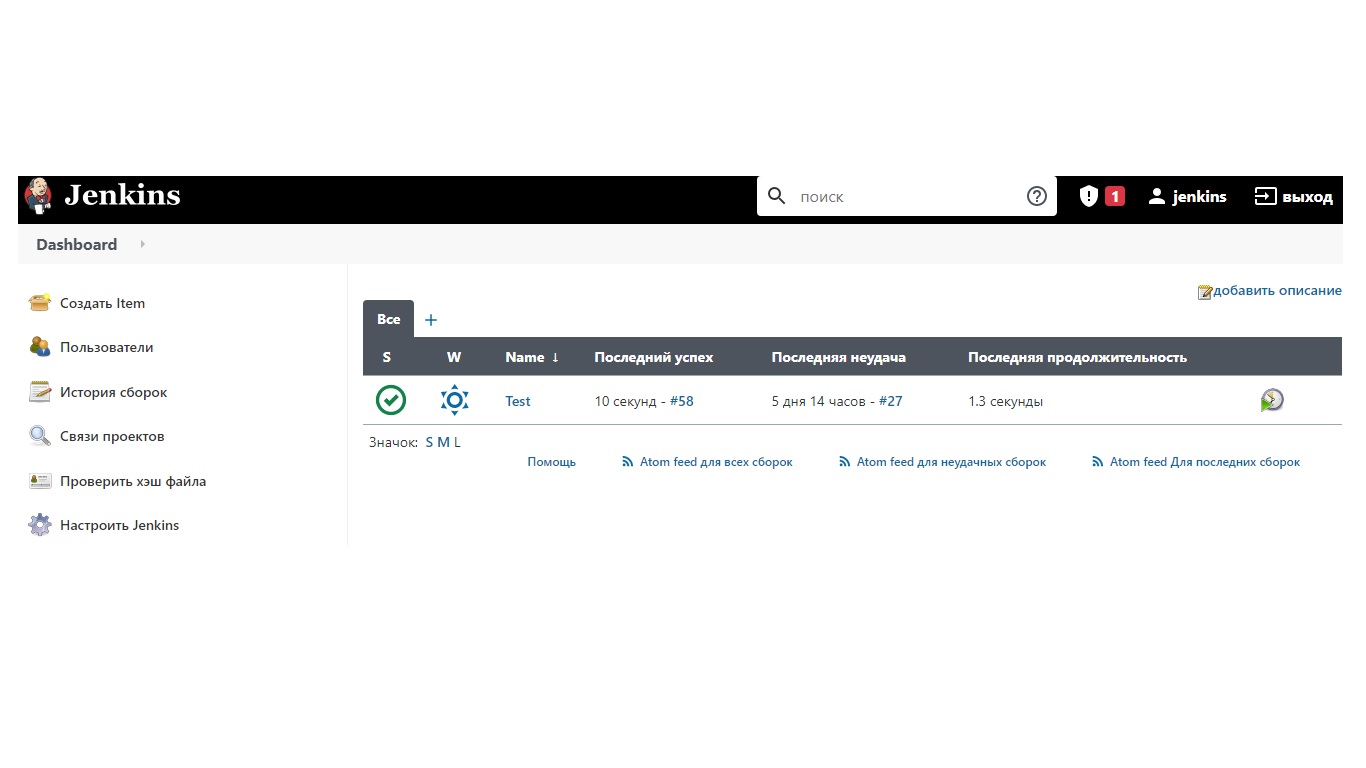 Jenkins
поиск
1
jenkins
выход
Dashboard
добавить описание
Создать Item
Пользователи
История сборок
Связи проектов
Проверить хэш файла
Настроить Jenkins
Все +
S W Name ↓ Последний успех Последняя неудача Последняя продолжительность
Test 10 секунд - #58 5 дня 14 часов - #27 1.3 секунды
Значок: S M L
Помощь Atom feed для всех сборок Atom feed для неудачных сборок Atom feed Для последних сборок